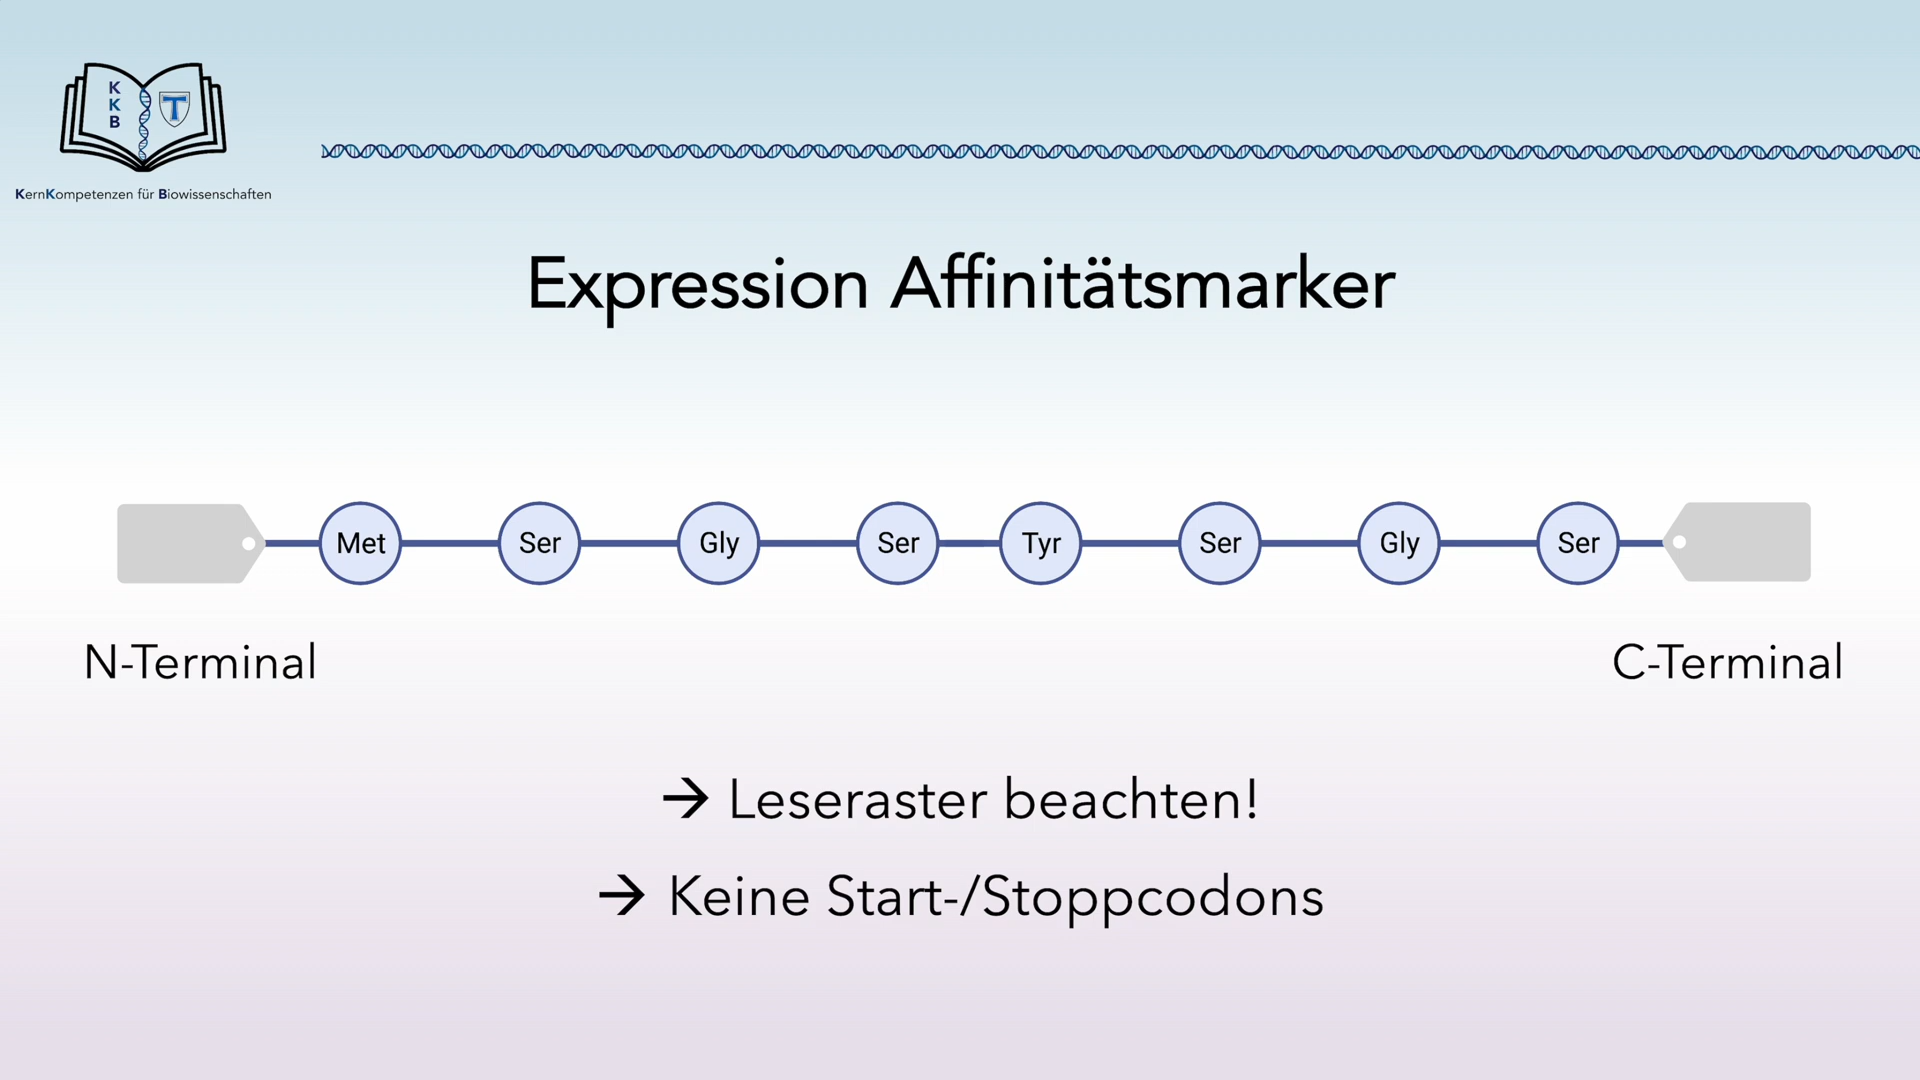 K
K
B
T
KernKompetenzen für Biowissenschaften
Expression Affinitätsmarker
Met Ser Gly Ser Tyr Ser Gly Ser
N-Terminal C-Terminal
→ Leseraster beachten!
→ Keine Start-/Stoppcodons